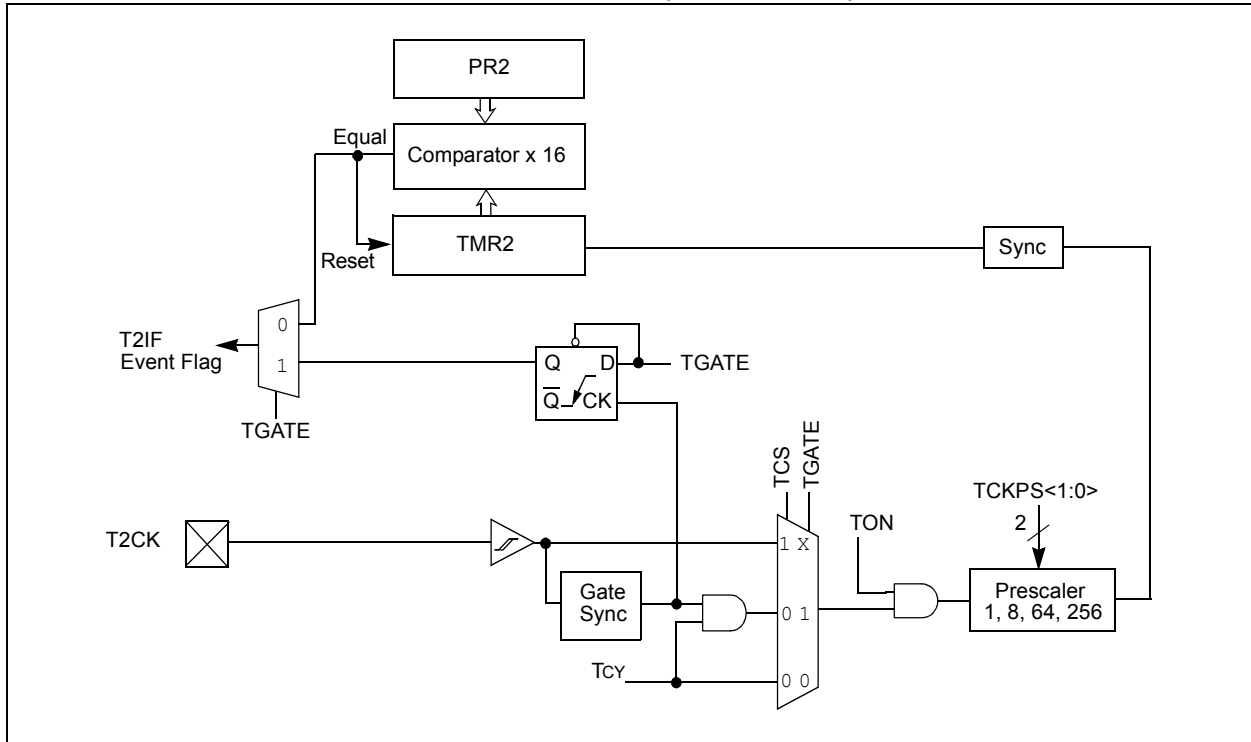 PR2
Equal
Comparator x 16
TMR2
Reset
Sync
0
T2IF
Event Flag
1
Q
D
TGATE
Q̅
CK
TGATE
TCS
TGATE
TCKPS<1:0>
TON
2
T2CK
1 X
Gate
Sync
Prescaler
1, 8, 64, 256
0 1
TCY
0 0